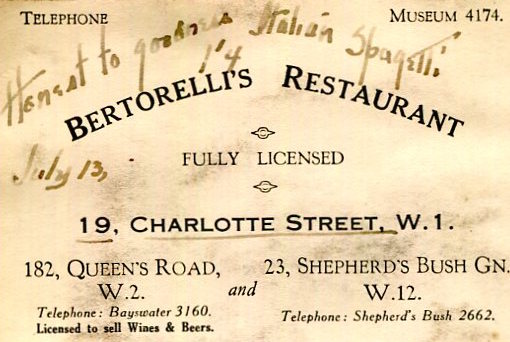 TELEPHONE MUSEUM 4174.
Honest to goodness Italian Spagetti
1'4
BERTORELLI'S RESTAURANT
July 13,
FULLY LICENSED
19, CHARLOTTE STREET, W.1.
182, QUEEN'S ROAD, W.2.
Telephone: Bayswater 3160.
Licensed to sell Wines & Beers.
and
23, SHEPHERD'S BUSH GN. W.12.
Telephone: Shepherd's Bush 2662.